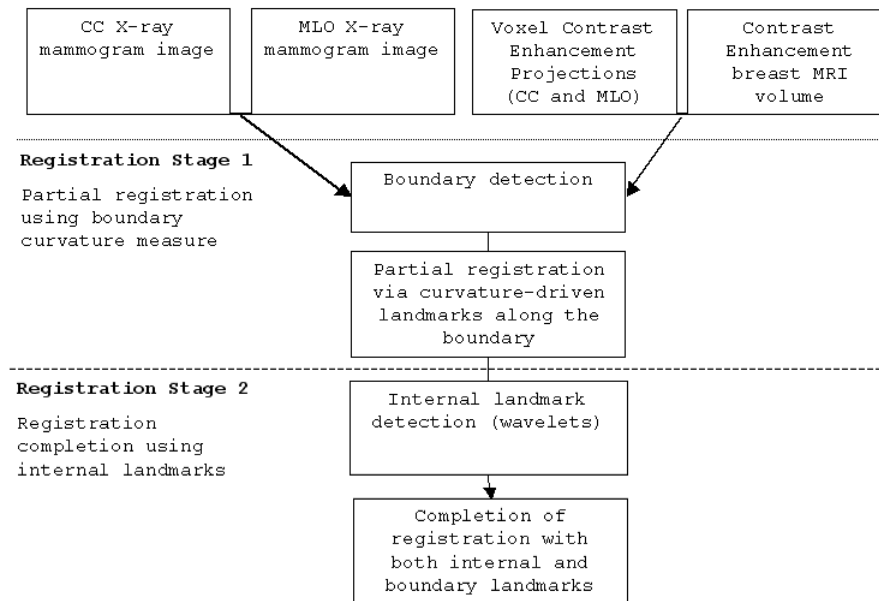 CC X-ray
mammogram image
MLO X-ray
mammogram image
Voxel Contrast
Enhancement
Projections
(CC and MLO)
Contrast
Enhancement
breast MRI
volume
Registration Stage 1
Partial registration
using boundary
curvature measure
Boundary detection
Partial registration
via curvature-driven
landmarks along the
boundary
Registration Stage 2
Registration
completion using
internal landmarks
Internal landmark
detection (wavelets)
Completion of
registration with
both internal and
boundary landmarks